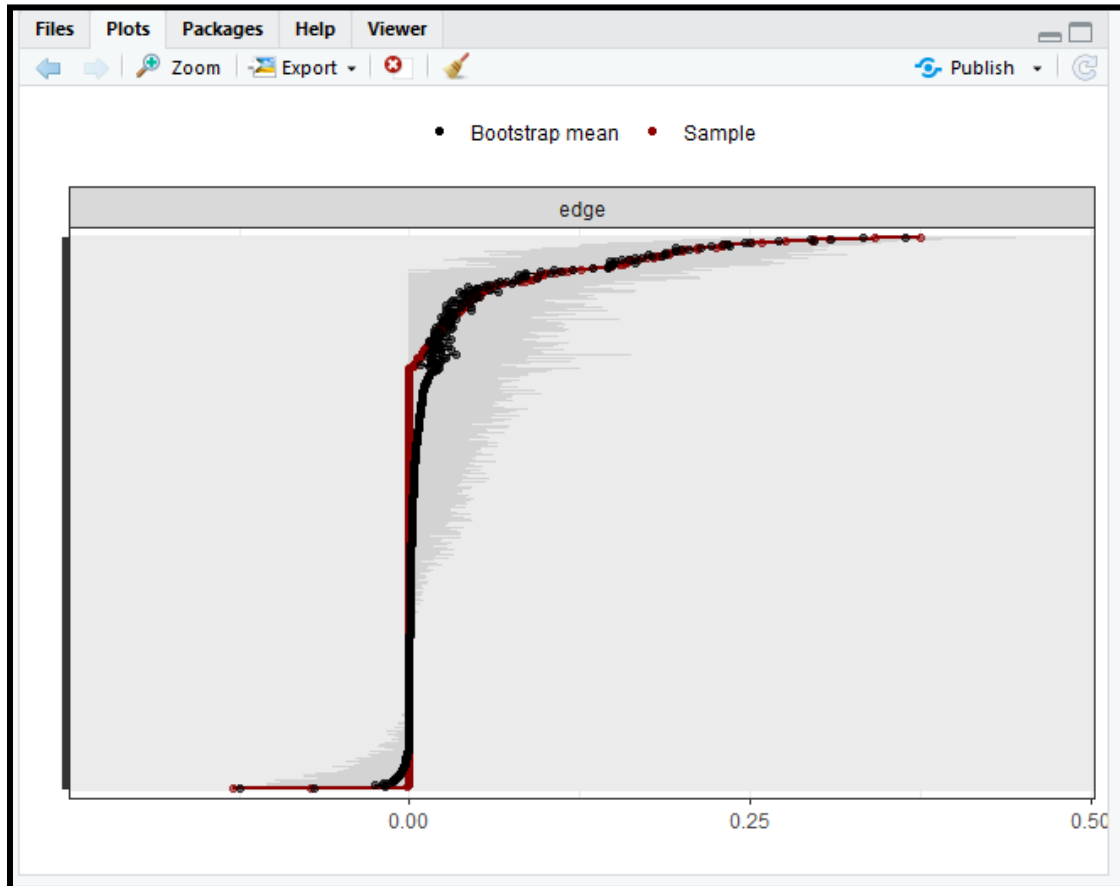 Files Plots Packages Help Viewer
Zoom Export Publish
Bootstrap mean Sample
edge
0.00 0.25 0.50